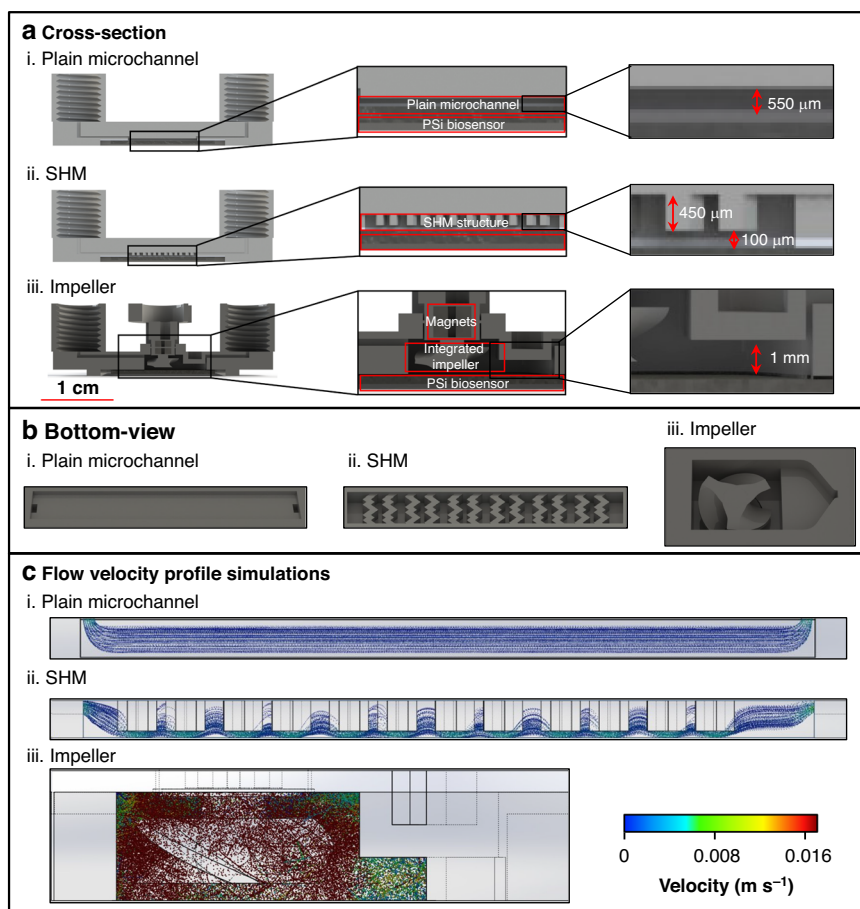 a Cross-section
i. Plain microchannel
Plain microchannel
PSi biosensor
550 μm
ii. SHM
SHM structure
450 μm
100 μm
iii. Impeller
Magnets
Integrated
impeller
PSi biosensor
1 mm
1 cm
b Bottom-view
i. Plain microchannel
ii. SHM
iii. Impeller
c Flow velocity profile simulations
i. Plain microchannel
ii. SHM
iii. Impeller
0 0.008 0.016
Velocity (m s⁻¹)